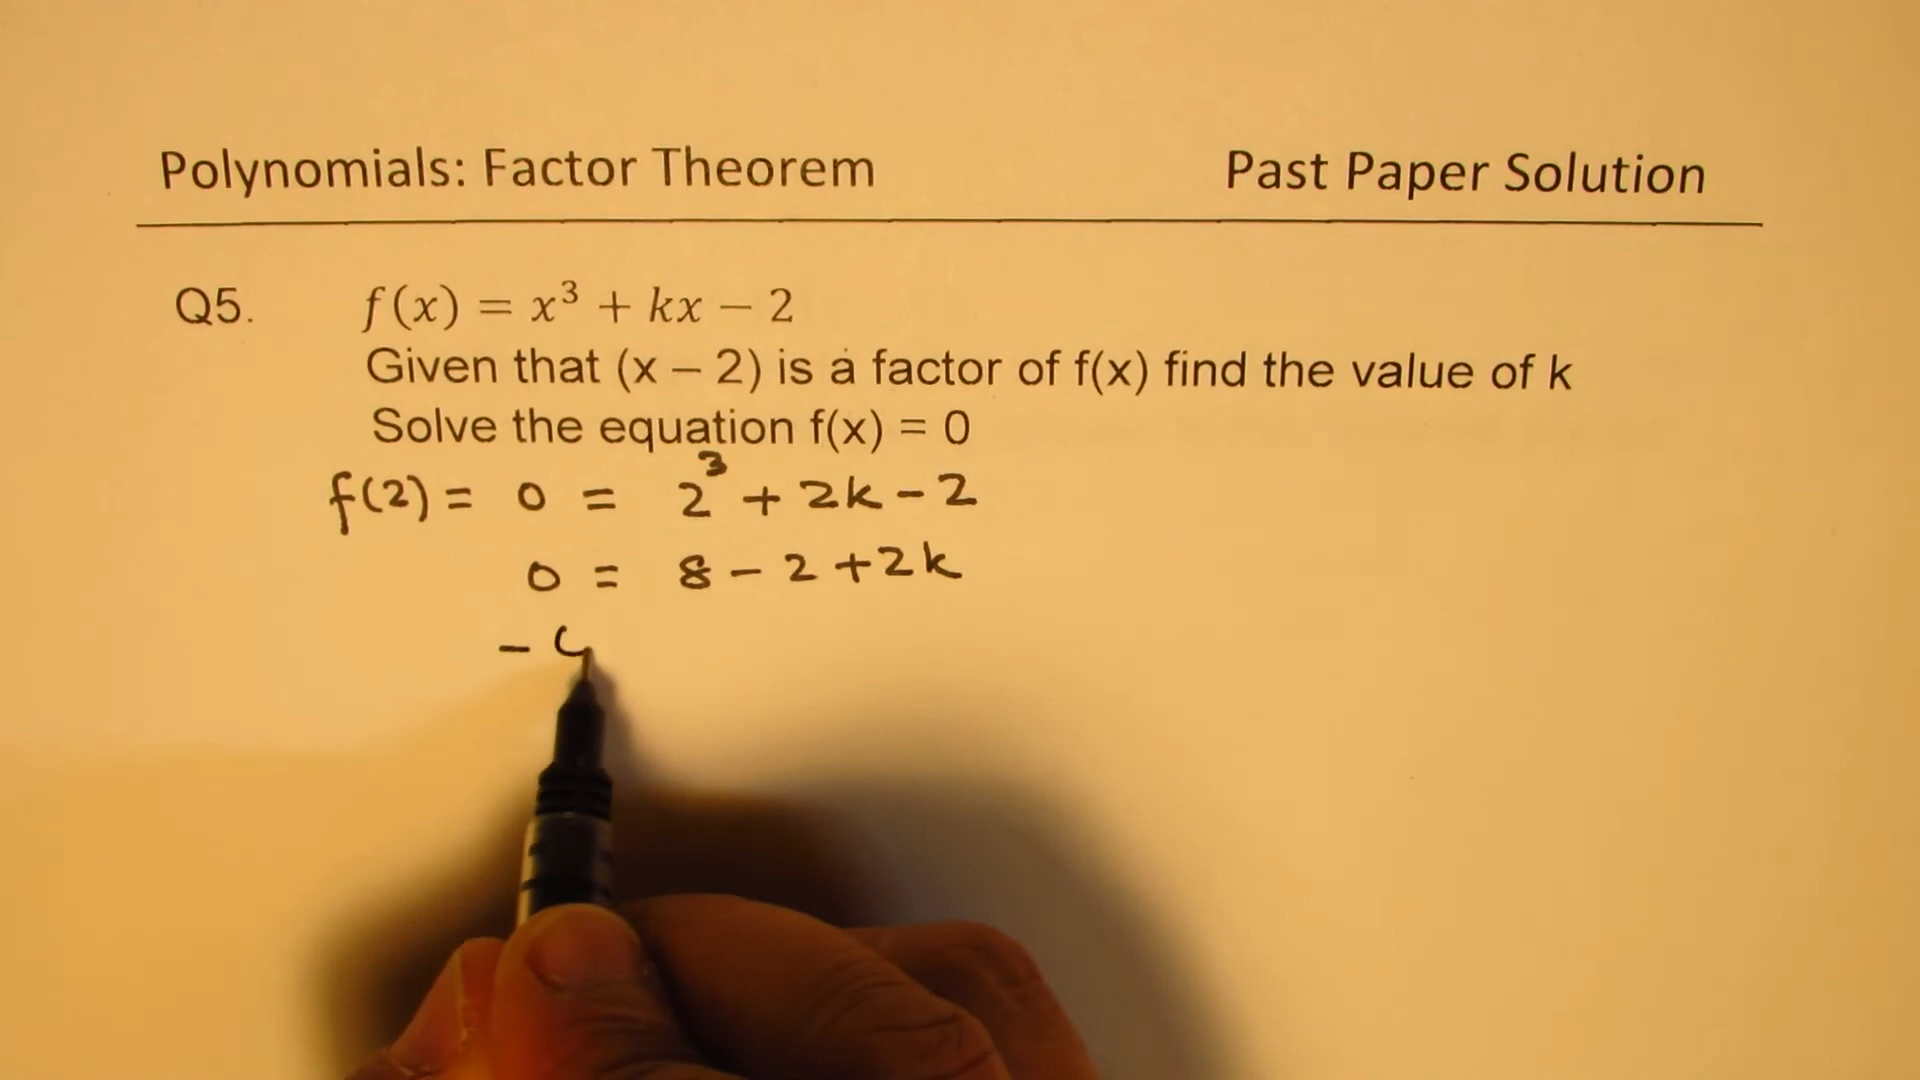 Polynomials: Factor Theorem Past Paper Solution
Q5. f(x) = x³ + kx − 2
Given that (x – 2) is a factor of f(x) find the value of k
Solve the equation f(x) = 0
f(2) = 0 = 2³ + 2k - 2
0 = 8 - 2 + 2k
-